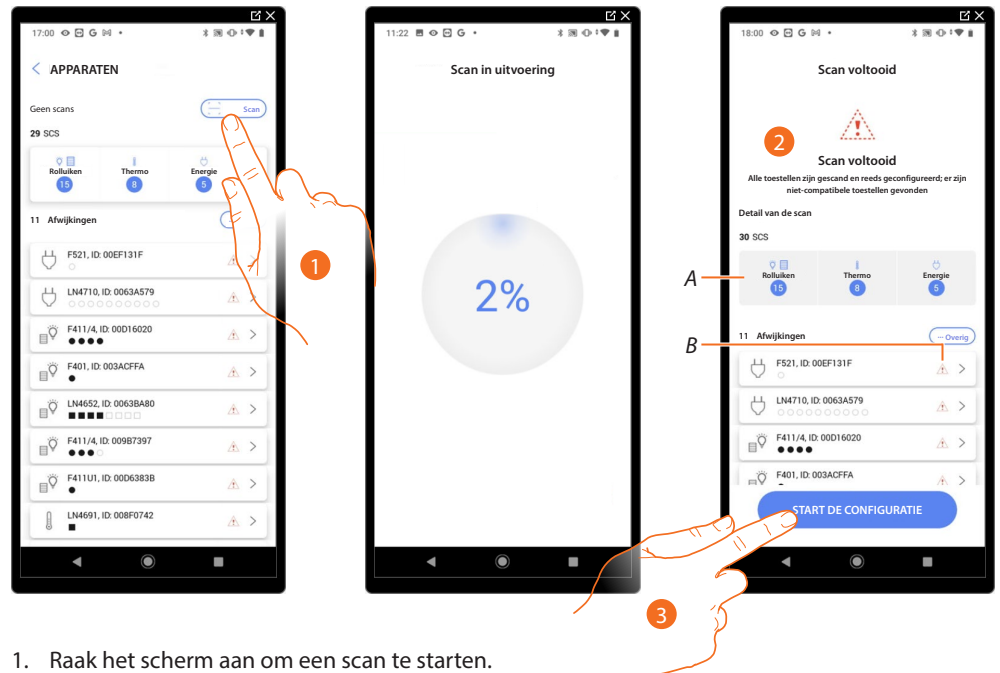 17:00 G
APPARATEN
Geen scans
Scan
29 SCS
Rolluiken Thermo Energie
15 8 5
11 Afwijkingen
F521, ID: 00EF131F
LN4710, ID: 0063A579
F411/4, ID: 00D16020
F401, ID: 003ACFFA
LN4652, ID: 0063BA80
F411/4, ID: 009B7397
F411U1, ID: 00D6383B
LN4691, ID: 008F0742
1
11:22 G
Scan in uitvoering
2%
18:00 G
Scan voltooid
2
Scan voltooid
Alle toestellen zijn gescand en reeds geconfigureerd; er zijn
niet-compatibele toestellen gevonden
Detail van de scan
30 SCS
A
Rolluiken Thermo Energie
15 8 5
11 Afwijkingen
··· Overig
B
F521, ID: 00EF131F
LN4710, ID: 0063A579
F411/4, ID: 00D16020
F401, ID: 003ACFFA
START DE CONFIGURATIE
3
1. Raak het scherm aan om een scan te starten.